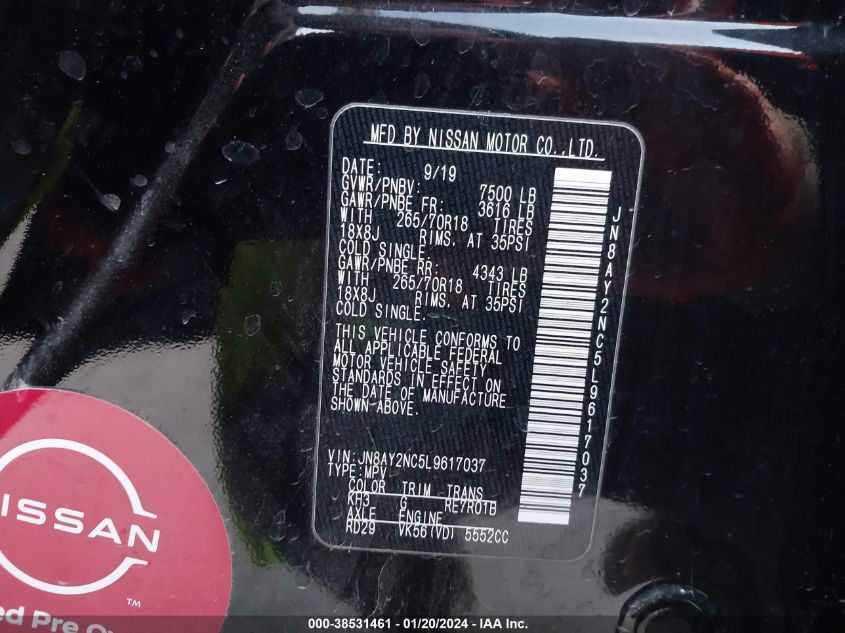 MFD BY NISSAN MOTOR CO.,LTD.
DATE: 9/19
GVWR/PNBV: 7500 LB
GAWR/PNBE FR: 3616 LB
WITH 265/70R18 TIRES
18X8J RIMS, AT 35PSI
COLD SINGLE.
GAWR/PNBE RR: 4343 LB
WITH 265/70R18 TIRES
18X8J RIMS, AT 35PSI
COLD SINGLE.
THIS VEHICLE CONFORMS TO
ALL APPLICABLE FEDERAL
MOTOR VEHICLE SAFETY
STANDARDS IN EFFECT ON
THE DATE OF MANUFACTURE
SHOWN ABOVE.
VIN: JN8AY2NC5L9617037
TYPE: MPV
COLOR TRIM TRANS
KH3 G RE7R01B
AXLE ENGINE
RD29 VK56(VD) 5552CC
JN8AY2NC5L9617037
NISSAN
™
Pre
000-38531461 - 01/20/2024 - IAA Inc.